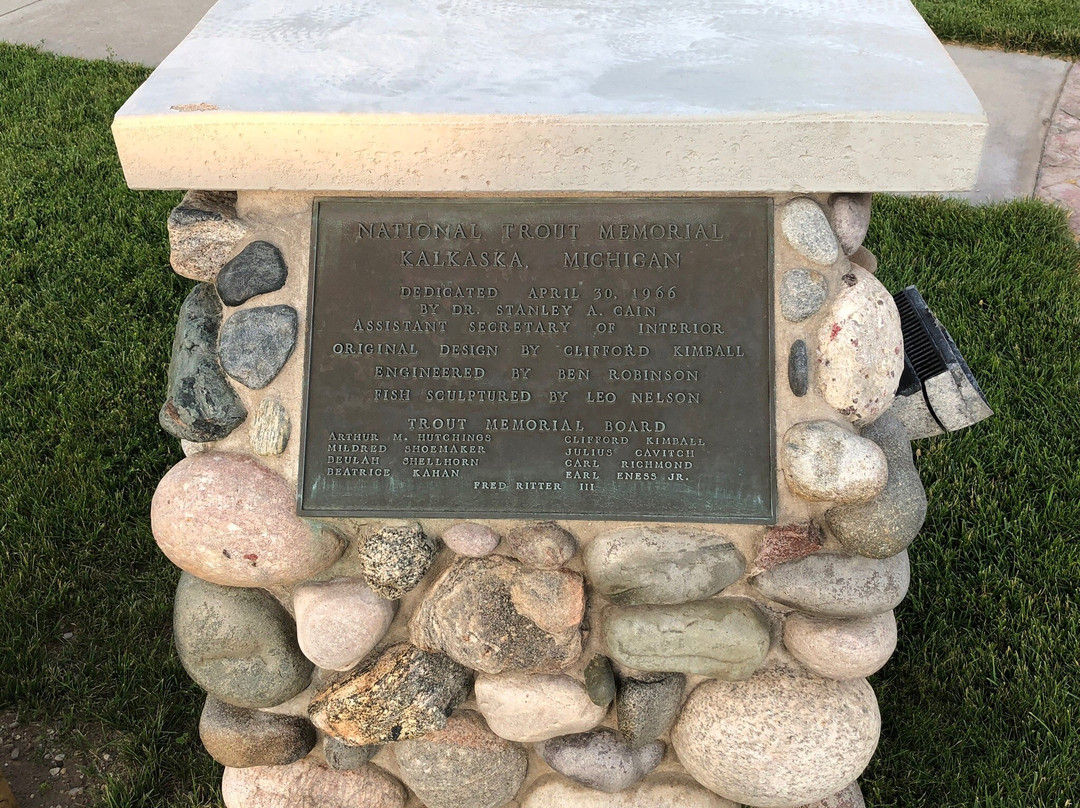 NATIONAL TROUT MEMORIAL
KALKASKA, MICHIGAN
DEDICATED APRIL 30, 1966
BY DR. STANLEY A. CAIN
ASSISTANT SECRETARY OF INTERIOR
ORIGINAL DESIGN BY CLIFFORD KIMBALL
ENGINEERED BY BEN ROBINSON
FISH SCULPTURED BY LEO NELSON
TROUT MEMORIAL BOARD
ARTHUR M. HUTCHINGS CLIFFORD KIMBALL
MILDRED SHOEMAKER JULIUS CAVITCH
BEULAH SHELLHORN CARL RICHMOND
BEATRICE KAHAN EARL ENESS JR.
FRED RITTER III